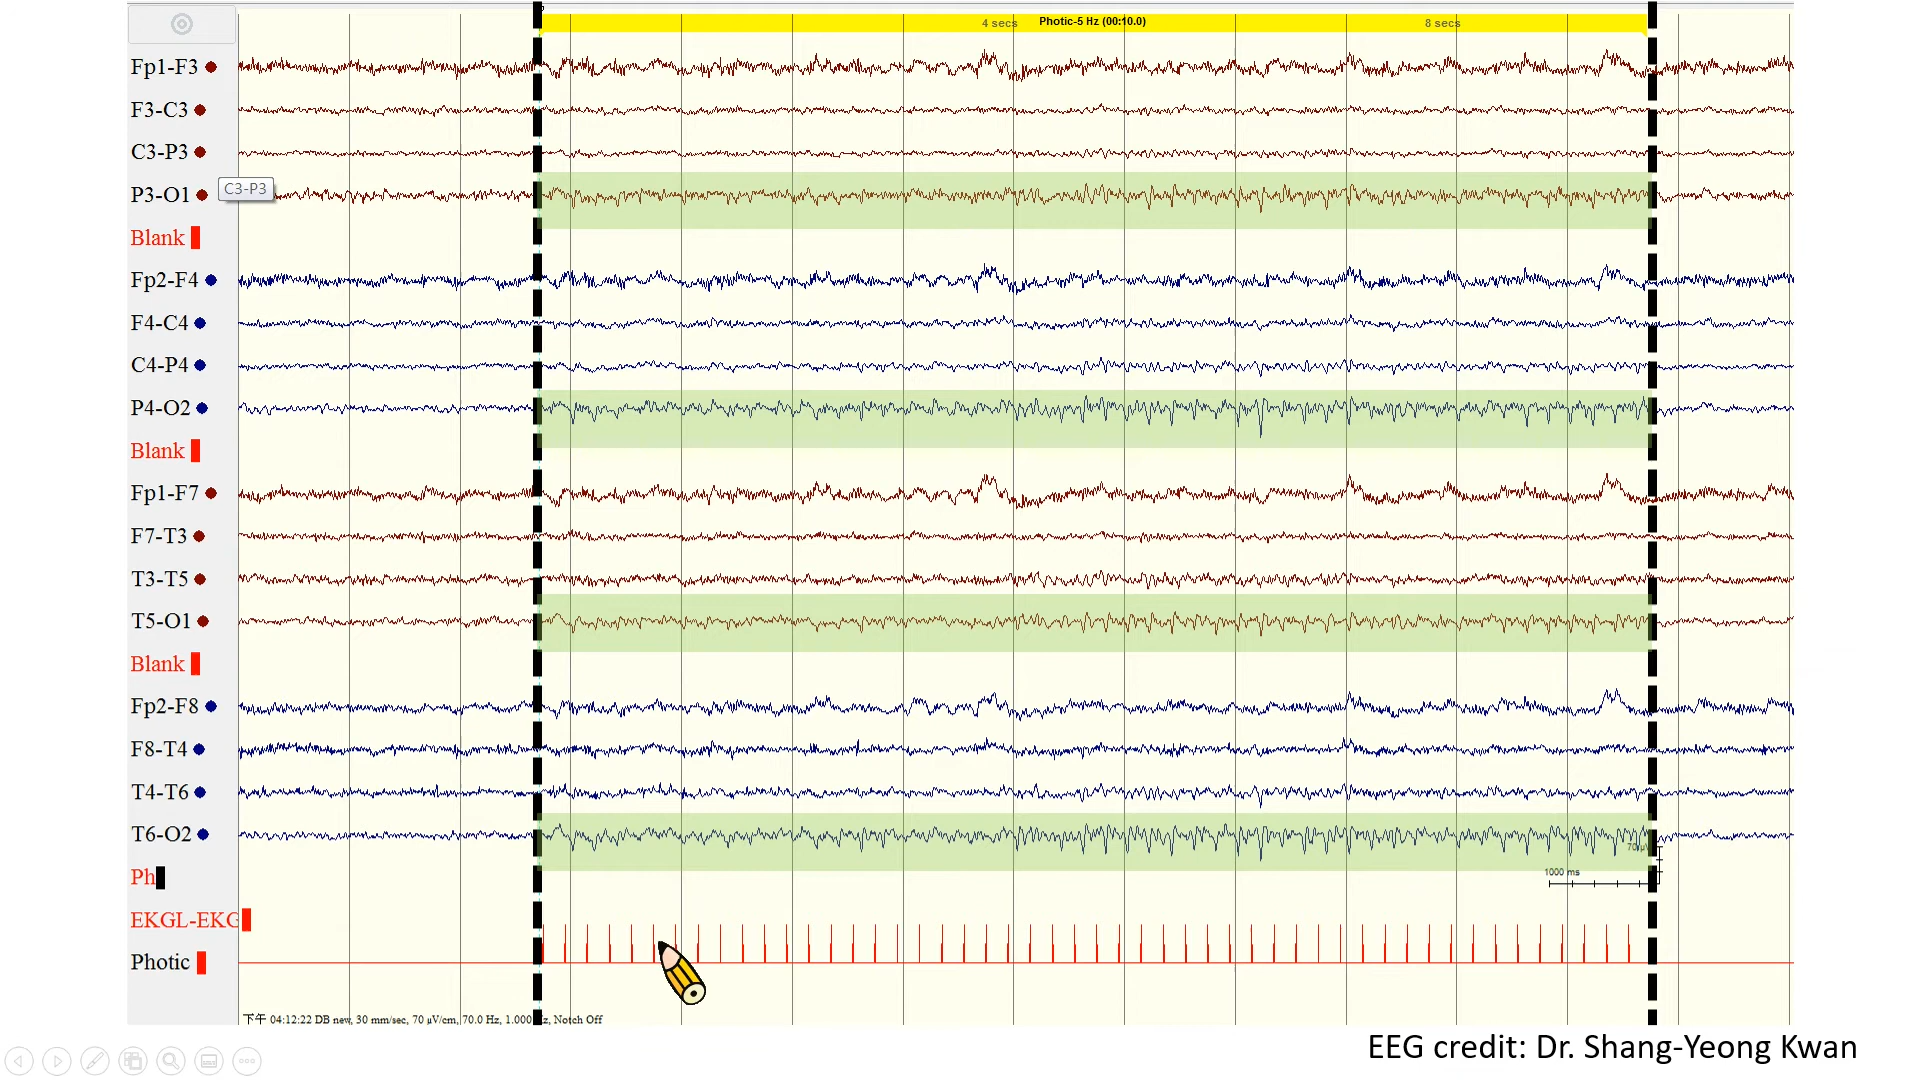 4 secs
Photic-5 Hz (00:10.0)
8 secs
Fp1-F3
F3-C3
C3-P3
P3-O1
C3-P3
Blank
Fp2-F4
F4-C4
C4-P4
P4-O2
Blank
Fp1-F7
F7-T3
T3-T5
T5-O1
Blank
Fp2-F8
F8-T4
T4-T6
T6-O2
70 µV
Ph
1000 ms
EKGL-EKG
Photic
下午 04:12:22 DB new, 30 mm/sec, 70 µV/cm, 70.0 Hz, 1.000 Hz, Notch Off
EEG credit: Dr. Shang-Yeong Kwan